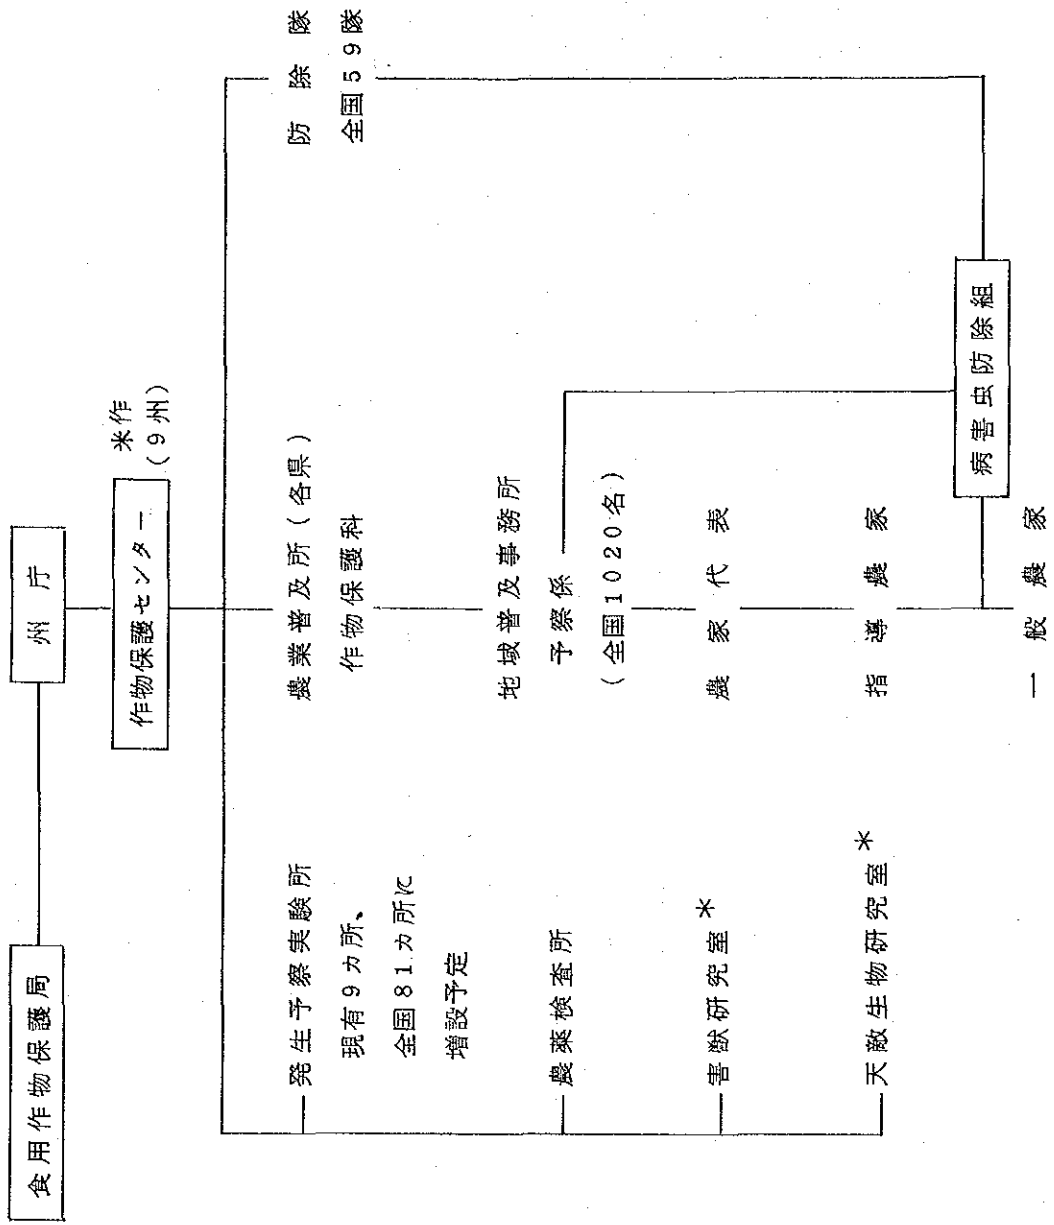 食用作物保護局
州庁
作物保護センター
米作
(9州)
発生予察実験所
現有9カ所、
全国81カ所に
増設予定
農薬検査所
害獣研究室*
天敵生物研究室*
農業普及所(各県)
作物保護科
地域普及事務所
予察係
(全国1020名)
農家代表
指導農家
一般農家
防除隊
全国59隊
病害虫防除組